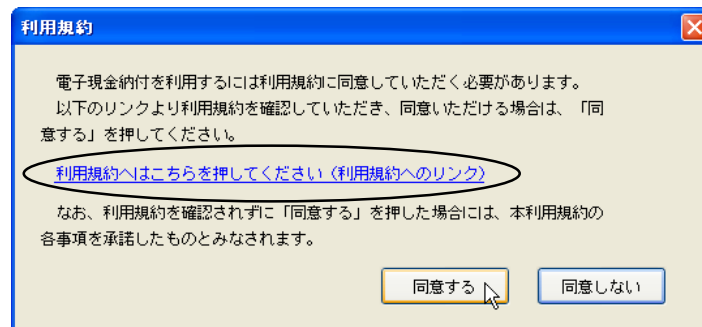 利用規約
電子現金納付を利用するには利用規約に同意していただく必要があります。
以下のリンクより利用規約を確認していただき、同意いただける場合は、「同
意する」を押してください。
利用規約へはこちらを押してください（利用規約へのリンク）
なお、利用規約を確認されずに「同意する」を押した場合には、本利用規約の
各事項を承諾したものとみなされます。
同意する 同意しない